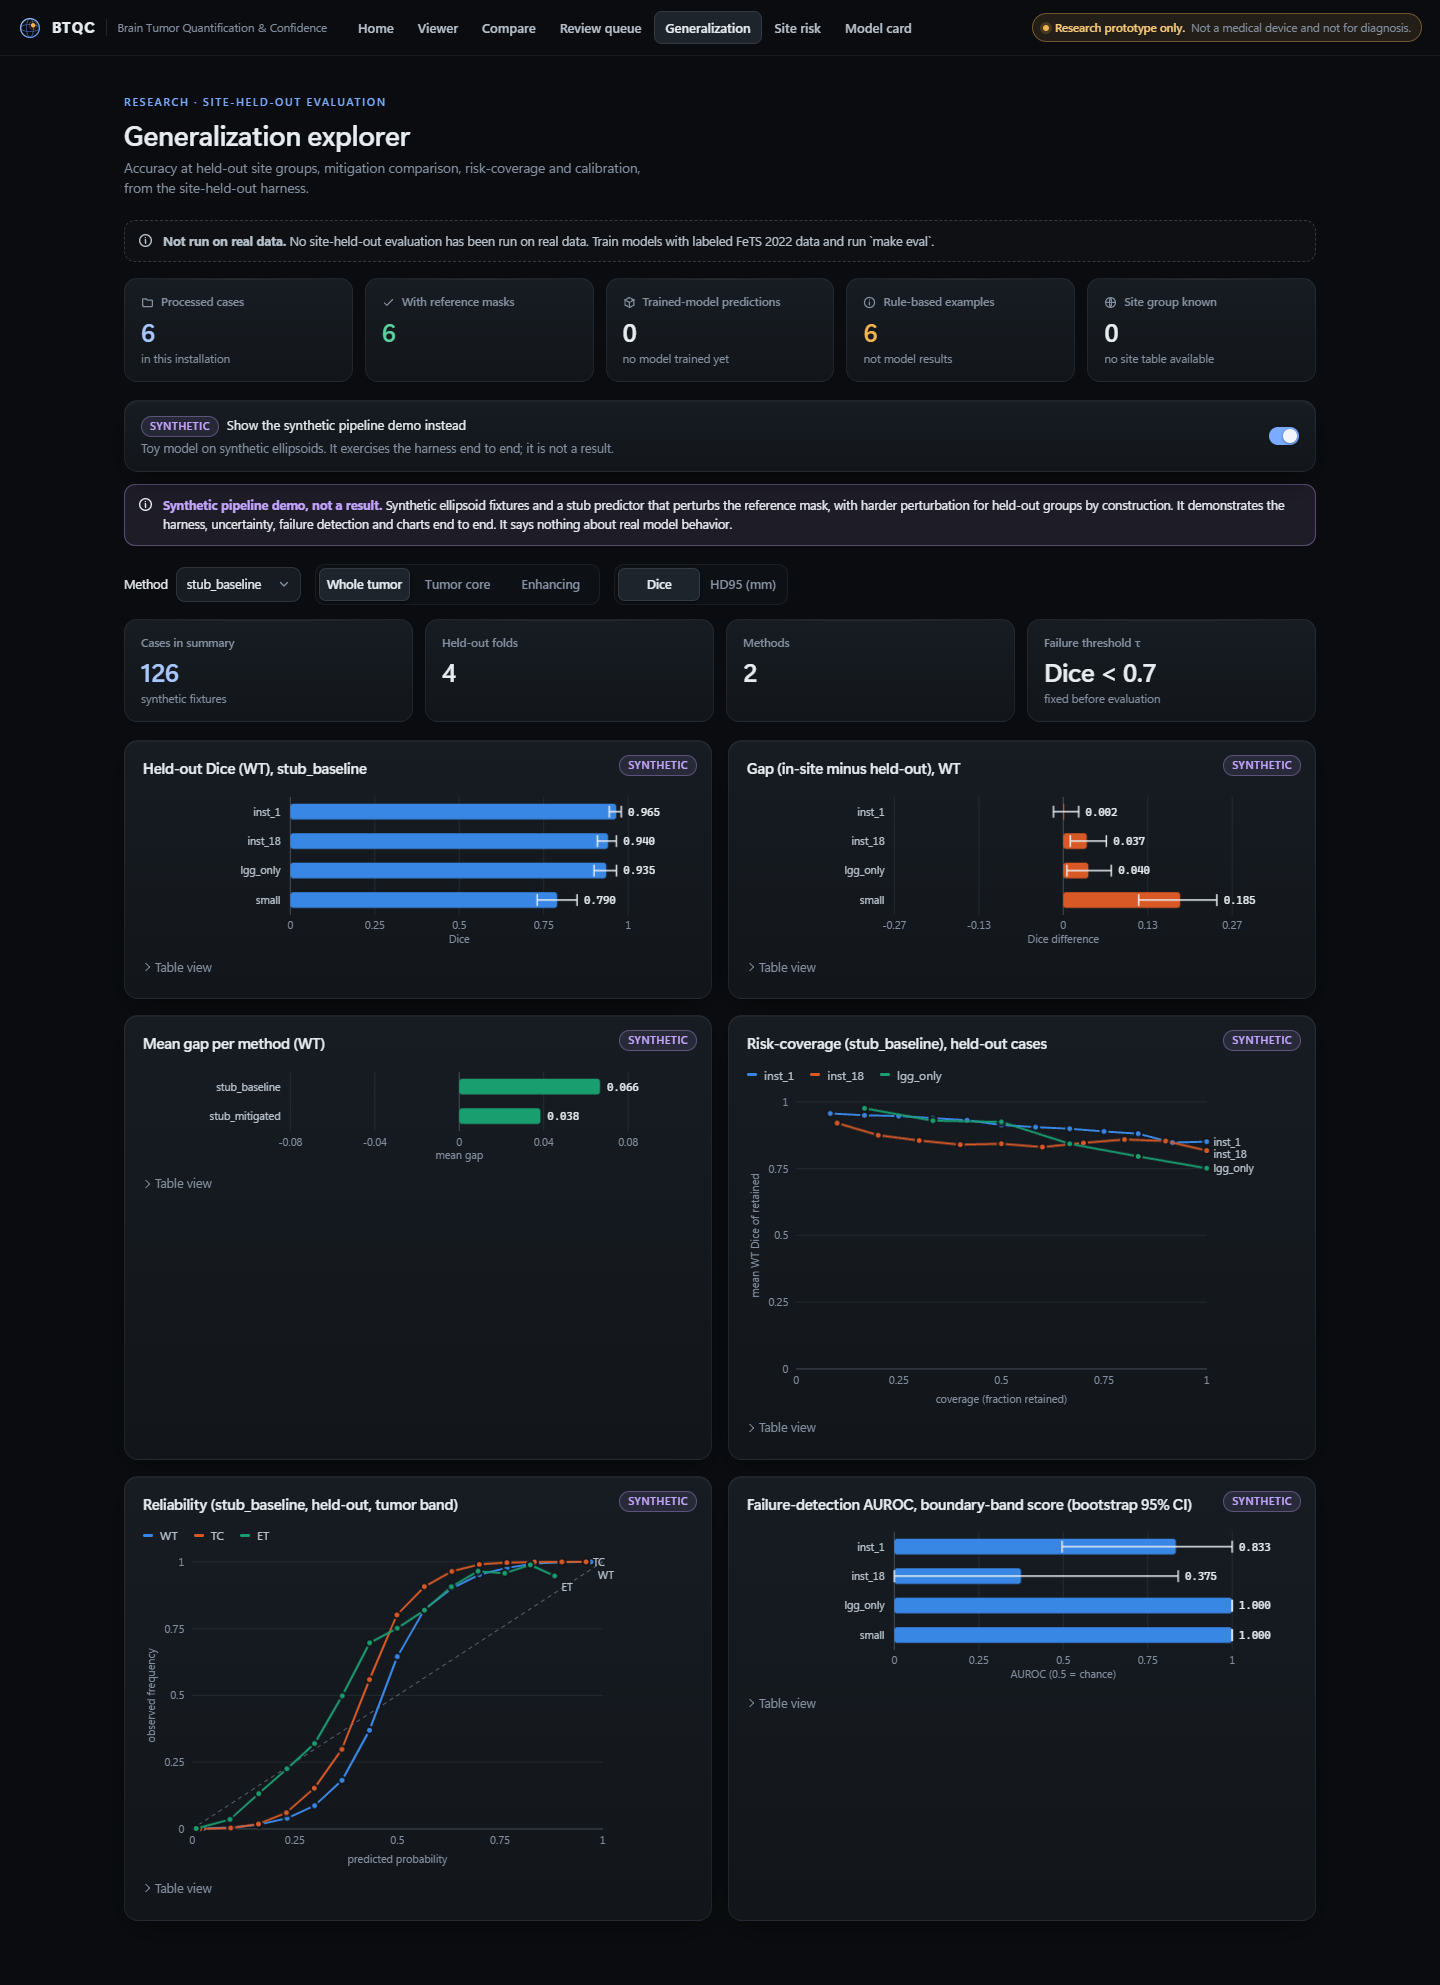 BTQC
Brain Tumor Quantification & Confidence
Home
Viewer
Compare
Review queue
Generalization
Site risk
Model card
Research prototype only. Not a medical device and not for diagnosis.
RESEARCH · SITE-HELD-OUT EVALUATION
Generalization explorer
Accuracy at held-out site groups, mitigation comparison, risk-coverage and calibration,
from the site-held-out harness.
Not run on real data. No site-held-out evaluation has been run on real data. Train models with labeled FeTS 2022 data and run `make eval`.
Processed cases
6
in this installation
With reference masks
6
Trained-model predictions
0
no model trained yet
Rule-based examples
6
not model results
Site group known
0
no site table available
SYNTHETIC Show the synthetic pipeline demo instead
Toy model on synthetic ellipsoids. It exercises the harness end to end; it is not a result.
Synthetic pipeline demo, not a result. Synthetic ellipsoid fixtures and a stub predictor that perturbs the reference mask, with harder perturbation for held-out groups by construction. It demonstrates the
harness, uncertainty, failure detection and charts end to end. It says nothing about real model behavior.
Method stub_baseline
Whole tumor
Tumor core
Enhancing
Dice
HD95 (mm)
Cases in summary
126
synthetic fixtures
Held-out folds
4
Methods
2
Failure threshold τ
Dice < 0.7
fixed before evaluation
Held-out Dice (WT), stub_baseline
SYNTHETIC
inst_1 0.965
inst_18 0.940
lgg_only 0.935
small 0.790
0 0.25 0.5 0.75 1
Dice
Table view
Gap (in-site minus held-out), WT
SYNTHETIC
inst_1 0.002
inst_18 0.037
lgg_only 0.040
small 0.185
-0.27 -0.13 0 0.13 0.27
Dice difference
Table view
Mean gap per method (WT)
SYNTHETIC
stub_baseline 0.066
stub_mitigated 0.038
-0.08 -0.04 0 0.04 0.08
mean gap
Table view
Risk-coverage (stub_baseline), held-out cases
SYNTHETIC
inst_1 inst_18 lgg_only
1
0.75
0.5
0.25
0
mean WT Dice of retained
inst_1
inst_18
lgg_only
0 0.25 0.5 0.75 1
coverage (fraction retained)
Table view
Reliability (stub_baseline, held-out, tumor band)
SYNTHETIC
WT TC ET
1
0.75
0.5
0.25
0
observed frequency
TC
WT
ET
0 0.25 0.5 0.75 1
predicted probability
Table view
Failure-detection AUROC, boundary-band score (bootstrap 95% CI)
SYNTHETIC
inst_1 0.833
inst_18 0.375
lgg_only 1.000
small 1.000
0 0.25 0.5 0.75 1
AUROC (0.5 = chance)
Table view